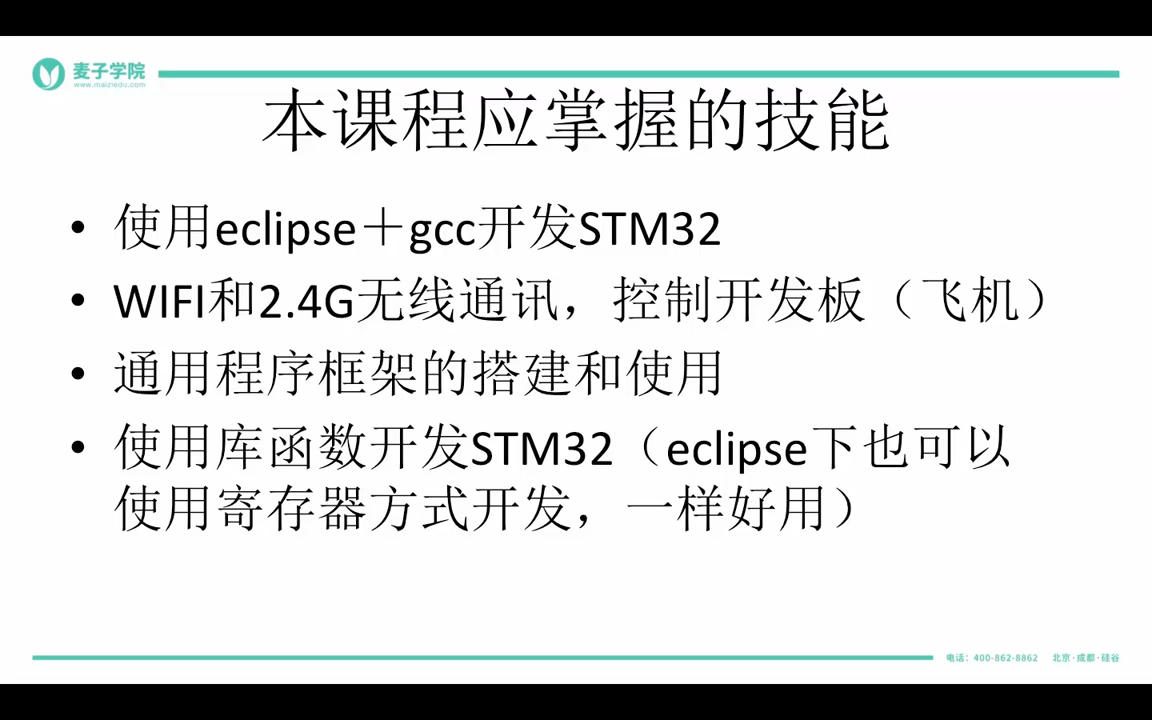 麦子学院
www.maiziedu.com
本课程应掌握的技能
• 使用eclipse＋gcc开发STM32
• WIFI和2.4G无线通讯，控制开发板（飞机）
• 通用程序框架的搭建和使用
• 使用库函数开发STM32（eclipse下也可以
使用寄存器方式开发，一样好用）
电话：400-862-8862 北京·成都·硅谷